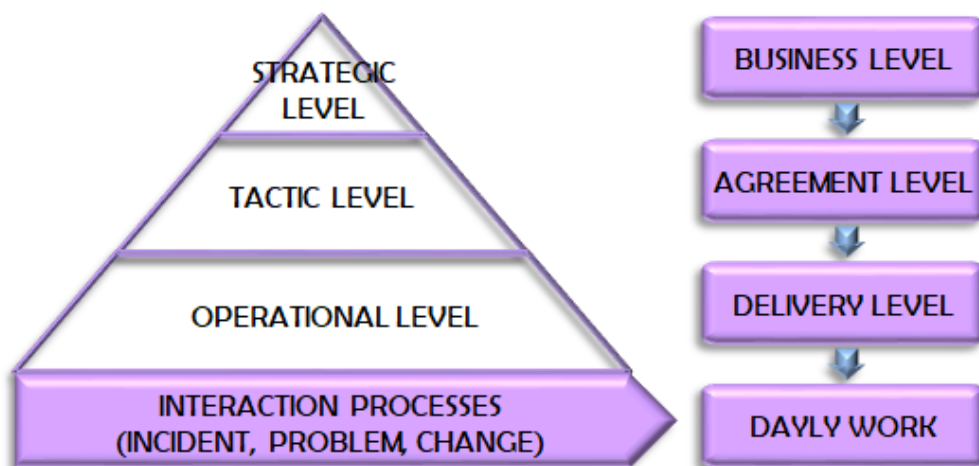 STRATEGIC
LEVEL
TACTIC LEVEL
OPERATIONAL LEVEL
INTERACTION PROCESSES
(INCIDENT, PROBLEM, CHANGE)
BUSINESS LEVEL
AGREEMENT LEVEL
DELIVERY LEVEL
DAYLY WORK